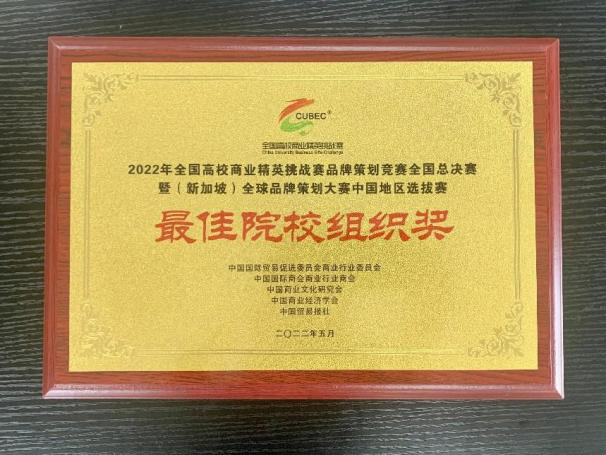 CUBEC®
全国高校商业精英挑战赛
China University Business Elite Challenge
2022年全国高校商业精英挑战赛品牌策划竞赛全国总决赛
暨(新加坡)全球品牌策划大赛中国地区选拔赛
最佳院校组织奖
中国国际贸易促进委员会商业行业委员会
中国国际商会商业行业商会
中国商业文化研究会
中国商业经济学会
中国贸易报社
二〇二二年五月